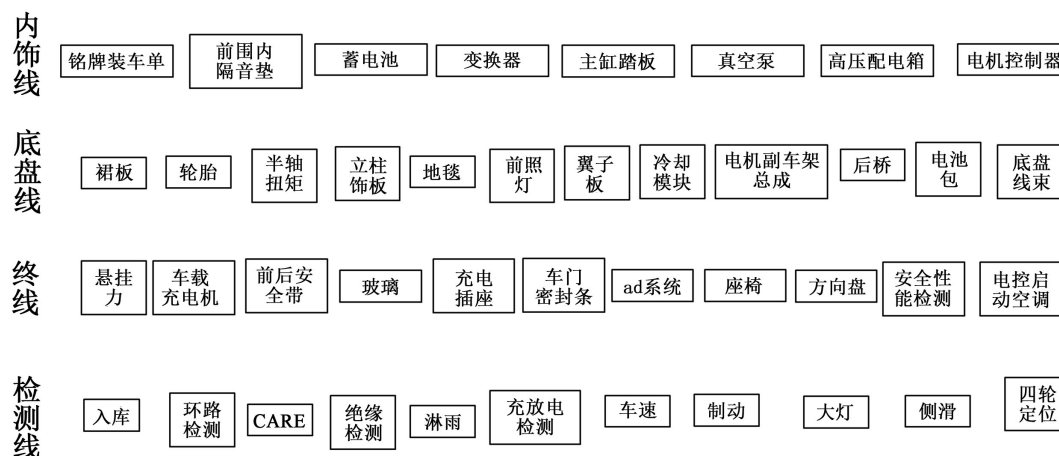 内饰线
铭牌装车单
前围内
隔音垫
蓄电池
变换器
主缸踏板
真空泵
高压配电箱
电机控制器
底盘线
裙板
轮胎
半轴
扭矩
立柱
饰板
地毯
前照
灯
翼子
板
冷却
模块
电机副车架
总成
后桥
电池
包
底盘
线束
终线
悬挂
力
车载
充电机
前后安
全带
玻璃
充电
插座
车门
密封条
ad系统
座椅
方向盘
安全性
能检测
电控启
动空调
检测线
入库
环路
检测
CARE
绝缘
检测
淋雨
充放电
检测
车速
制动
大灯
侧滑
四轮
定位